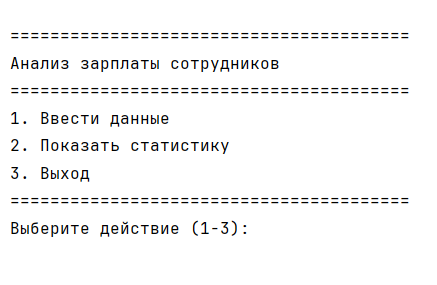 ========================================
Анализ зарплаты сотрудников
========================================
1. Ввести данные
2. Показать статистику
3. Выход
========================================
Выберите действие (1-3):